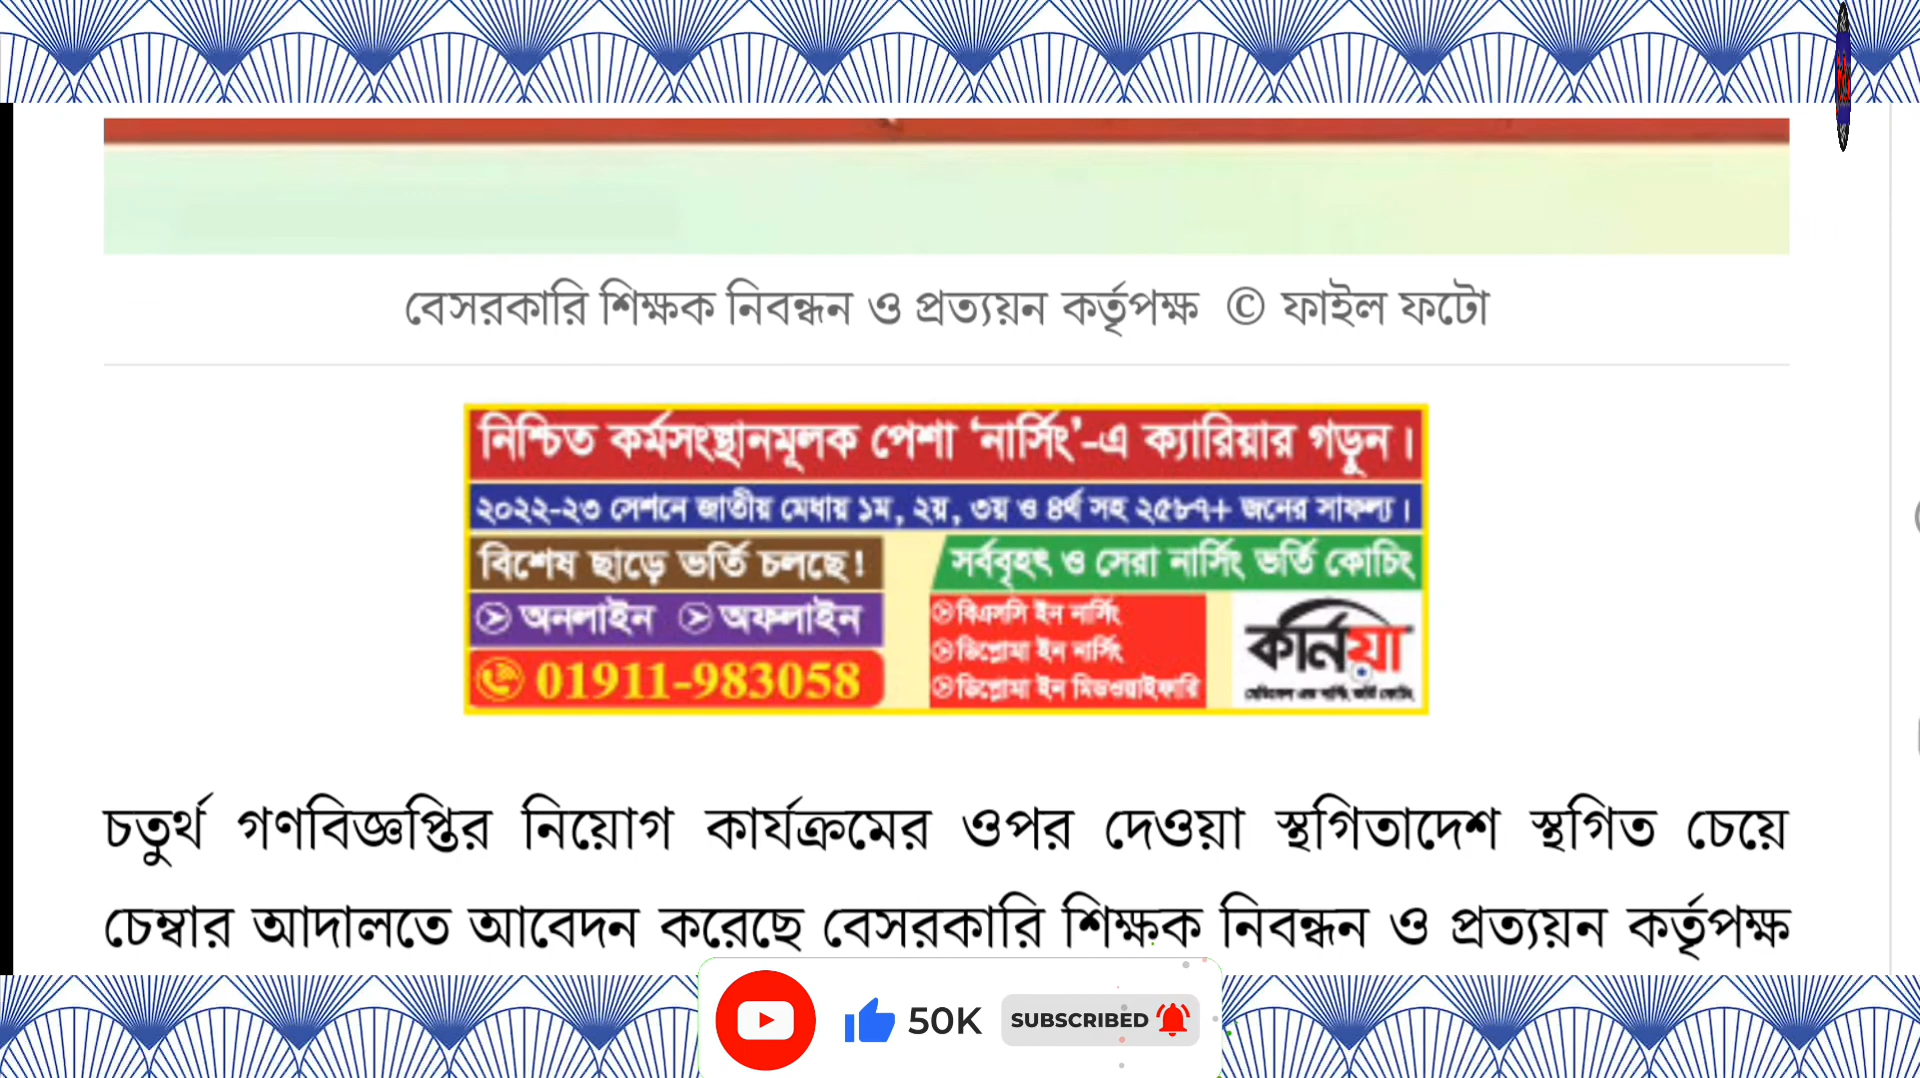 বেসরকারি শিক্ষক নিবন্ধন ও প্রত্যয়ন কর্তৃপক্ষ © ফাইল ফটো
নিশ্চিত কর্মসংস্থানমূলক পেশা ‘নার্সিং’-এ ক্যারিয়ার গড়ুন।
২০২২-২৩ সেশনে জাতীয় মেধায় ১ম, ২য়, ৩য় ও ৪র্থ সহ ২৫৮৭+ জনের সাফল্য।
বিশেষ ছাড়ে ভর্তি চলছে!
অনলাইন অফলাইন
01911-983058
সর্ববৃহৎ ও সেরা নার্সিং ভর্তি কোচিং
বিএসসি ইন নার্সিং
ডিপ্লোমা ইন নার্সিং
ডিপ্লোমা ইন মিডওয়াইফারি
কর্নিয়া
মেডিকেল এন্ড নার্সিং ভর্তি কোচিং
চতুর্থ গণবিজ্ঞপ্তির নিয়োগ কার্যক্রমের ওপর দেওয়া স্থগিতাদেশ স্থগিত চেয়ে
চেম্বার আদালতে আবেদন করেছে বেসরকারি শিক্ষক নিবন্ধন ও প্রত্যয়ন কর্তৃপক্ষ
50K
SUBSCRIBED